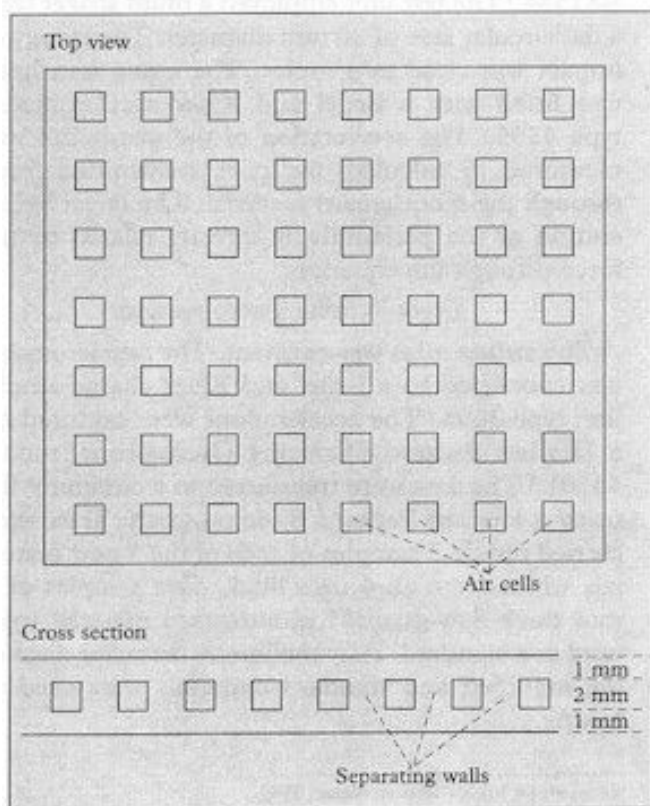 Top view
Air cells
Cross section
1 mm
2 mm
1 mm
Separating walls